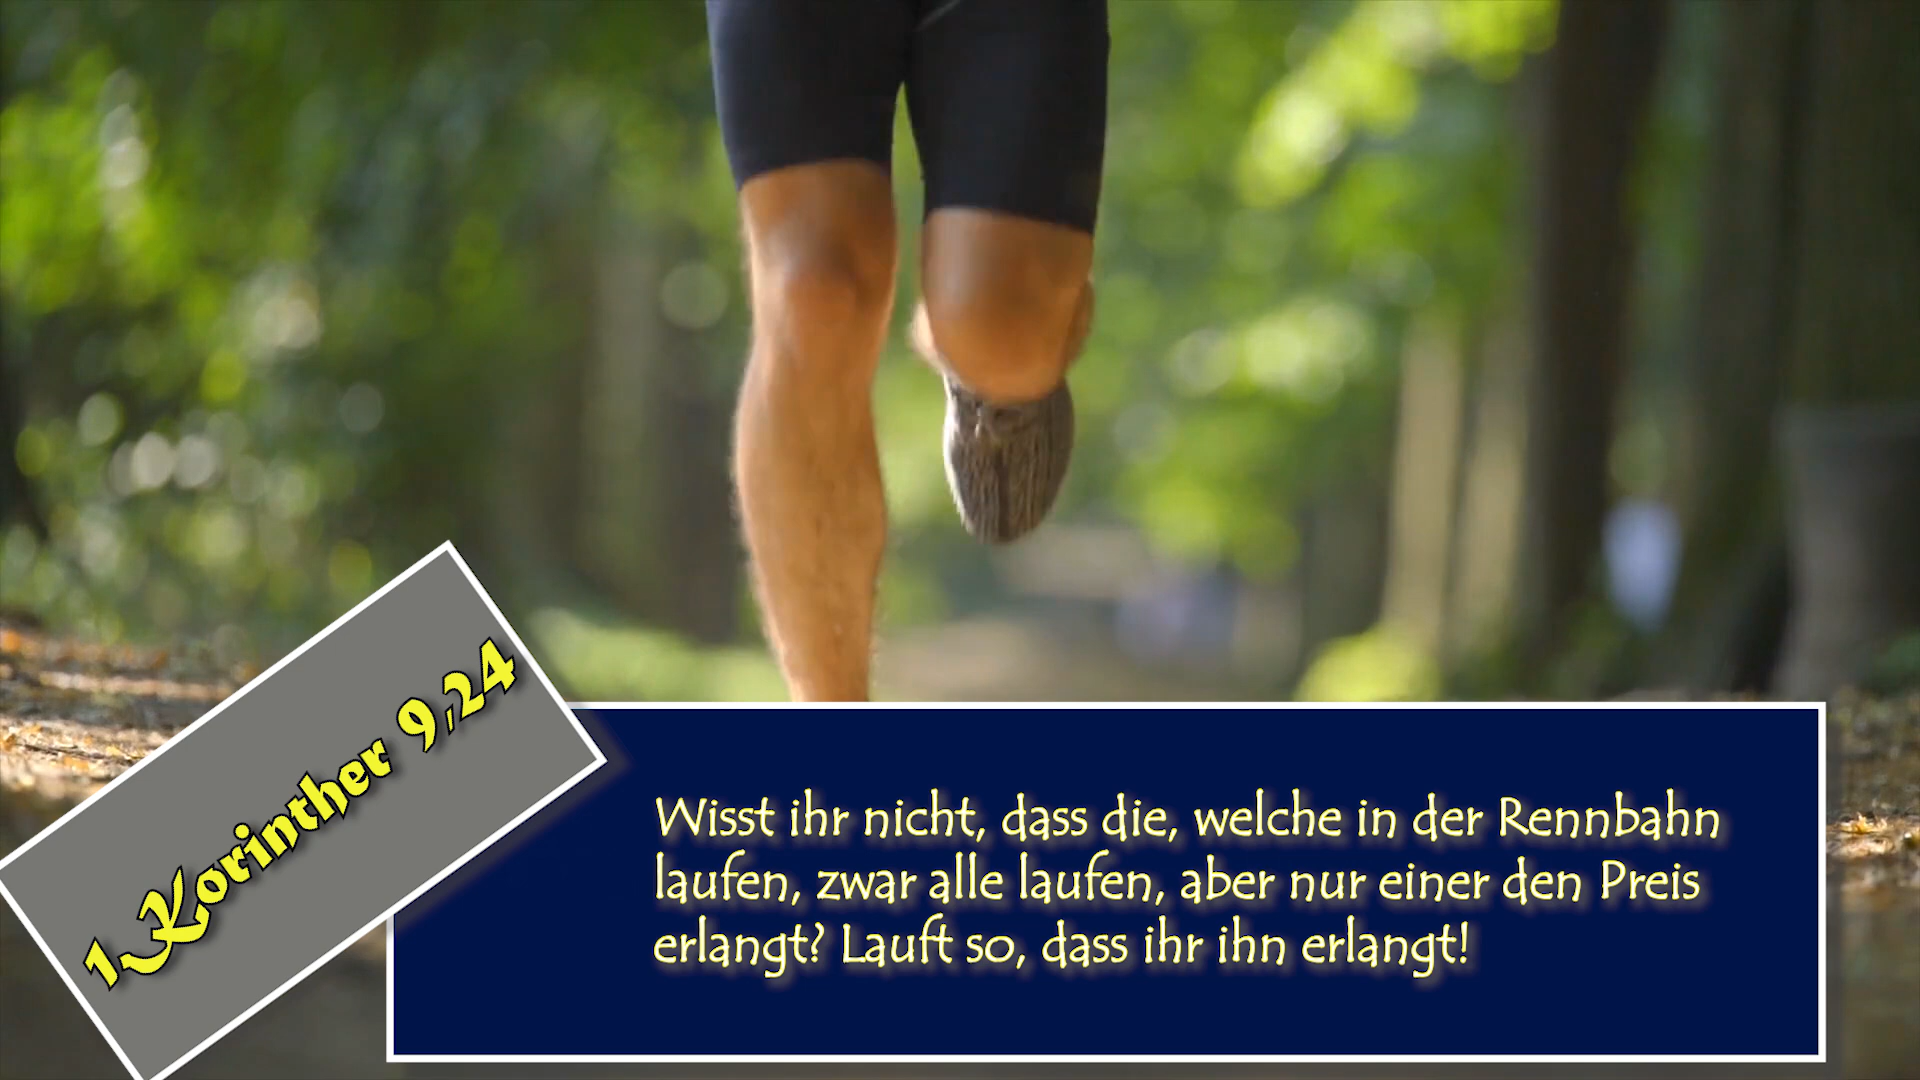 1.Korinther 9,24
Wisst ihr nicht, dass die, welche in der Rennbahn
laufen, zwar alle laufen, aber nur einer den Preis
erlangt? Lauft so, dass ihr ihn erlangt!